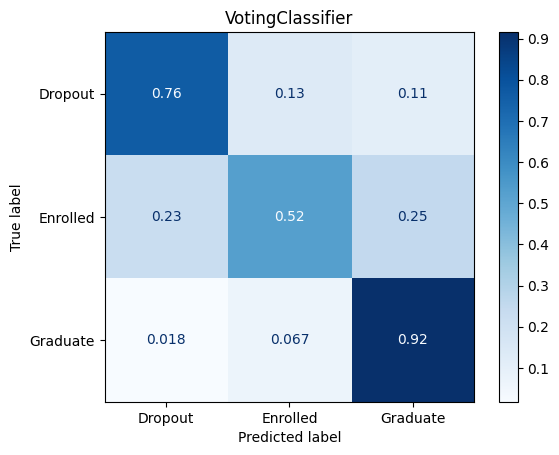 VotingClassifier
Dropout 0.76 0.13 0.11
Enrolled 0.23 0.52 0.25
Graduate 0.018 0.067 0.92
Dropout Enrolled Graduate
Predicted label
True label
0.9
0.8
0.7
0.6
0.5
0.4
0.3
0.2
0.1